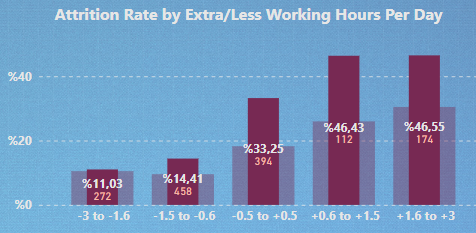 Attrition Rate by Extra/Less Working Hours Per Day
%40
%20
%0
%11,03
272
%14,41
458
%33,25
394
%46,43
112
%46,55
174
-3 to -1.6
-1.5 to -0.6
-0.5 to +0.5
+0.6 to +1.5
+1.6 to +3